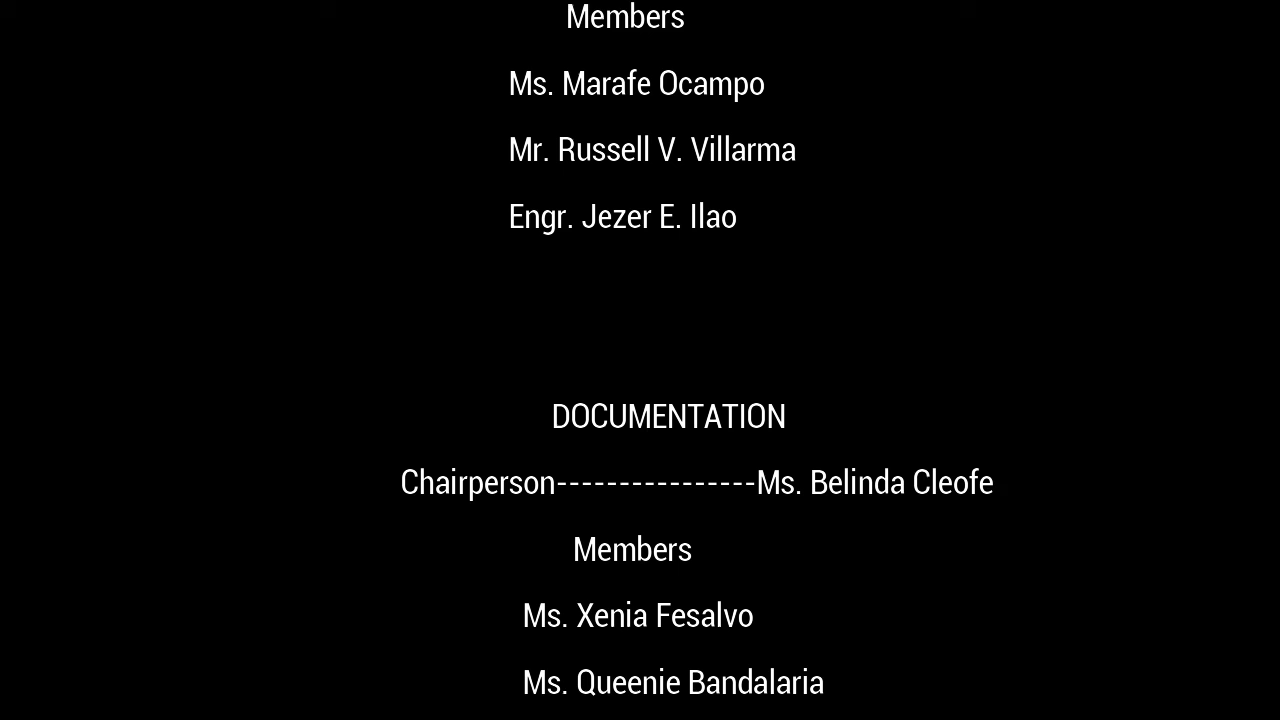 Members
Ms. Marafe Ocampo
Mr. Russell V. Villarma
Engr. Jezer E. Ilao
DOCUMENTATION
Chairperson----------------Ms. Belinda Cleofe
Members
Ms. Xenia Fesalvo
Ms. Queenie Bandalaria